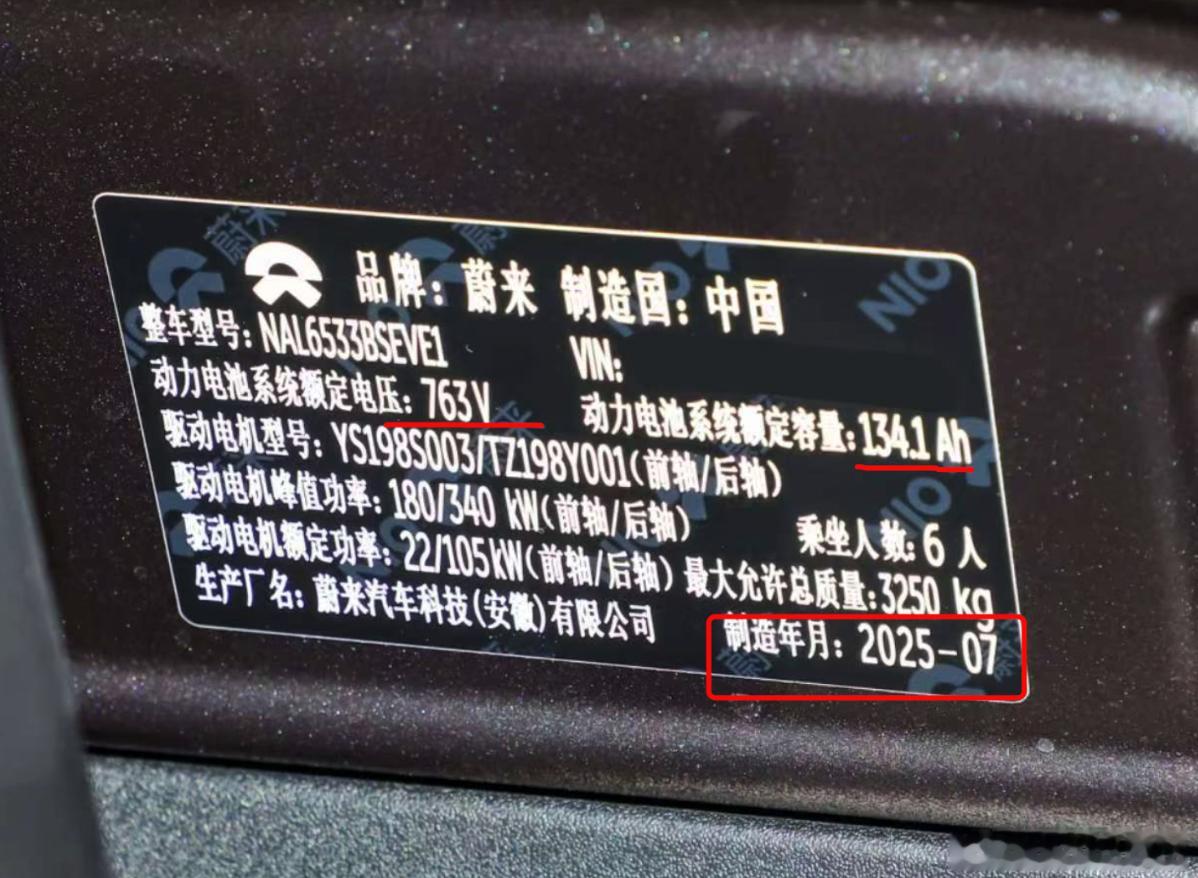 品牌: 蔚来 制造国: 中国
整车型号: NAL6533BSEVE1 VIN:
动力电池系统额定电压: 763 V 动力电池系统额定容量: 134.1 Ah
驱动电机型号: YS198S003/TZ198Y001(前轴/后轴)
驱动电机峰值功率: 180/340 kW(前轴/后轴) 乘坐人数: 6 人
驱动电机额定功率: 22/105kW(前轴/后轴) 最大允许总质量: 3250 kg
生产厂名: 蔚来汽车科技(安徽)有限公司 制造年月: 2025-07
蔚来
NIO
NIO
NIO